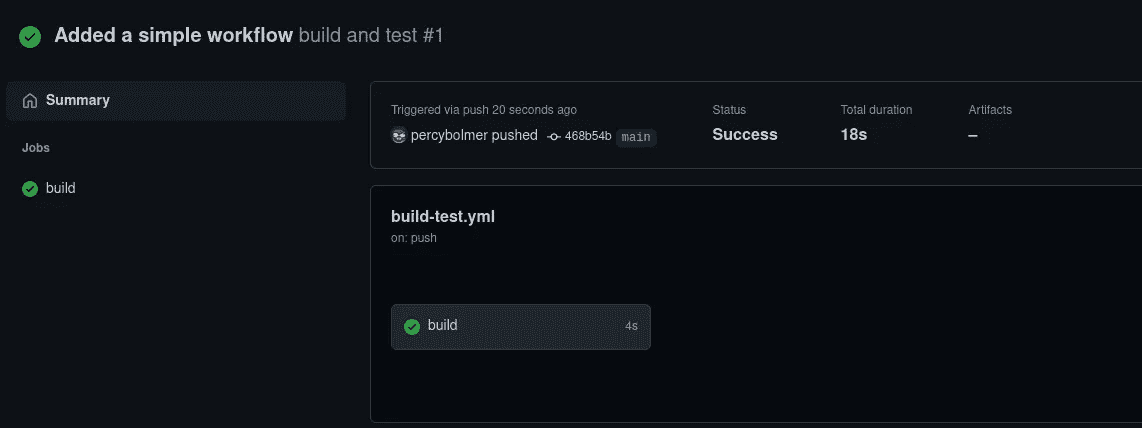 Added a simple workflow build and test #1
Summary
Jobs
build
Triggered via push 20 seconds ago
percybolmer pushed 468b54b main
Status
Success
Total duration
18s
Artifacts
–
build-test.yml
on: push
build 4s